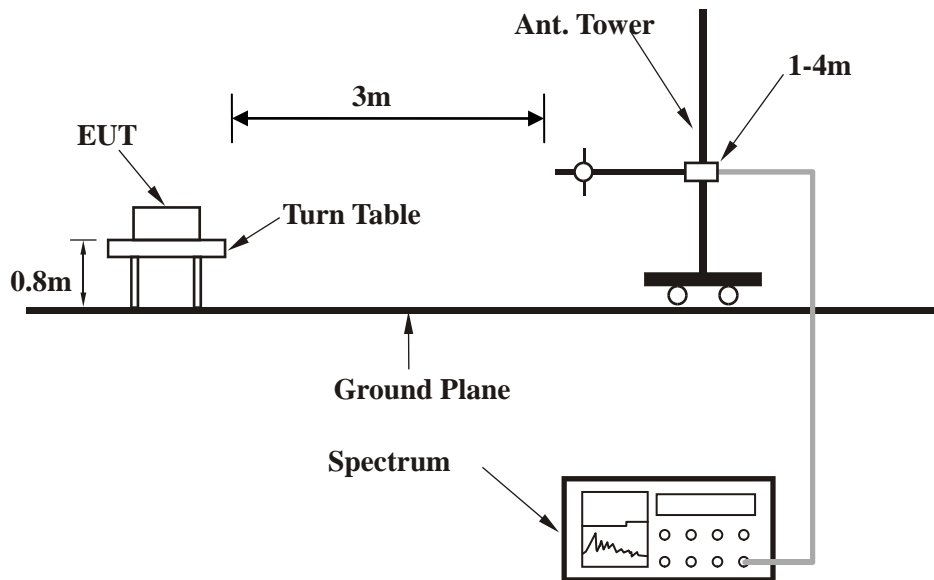 Ant. Tower
1-4m
3m
EUT
Turn Table
0.8m
Ground Plane
Spectrum